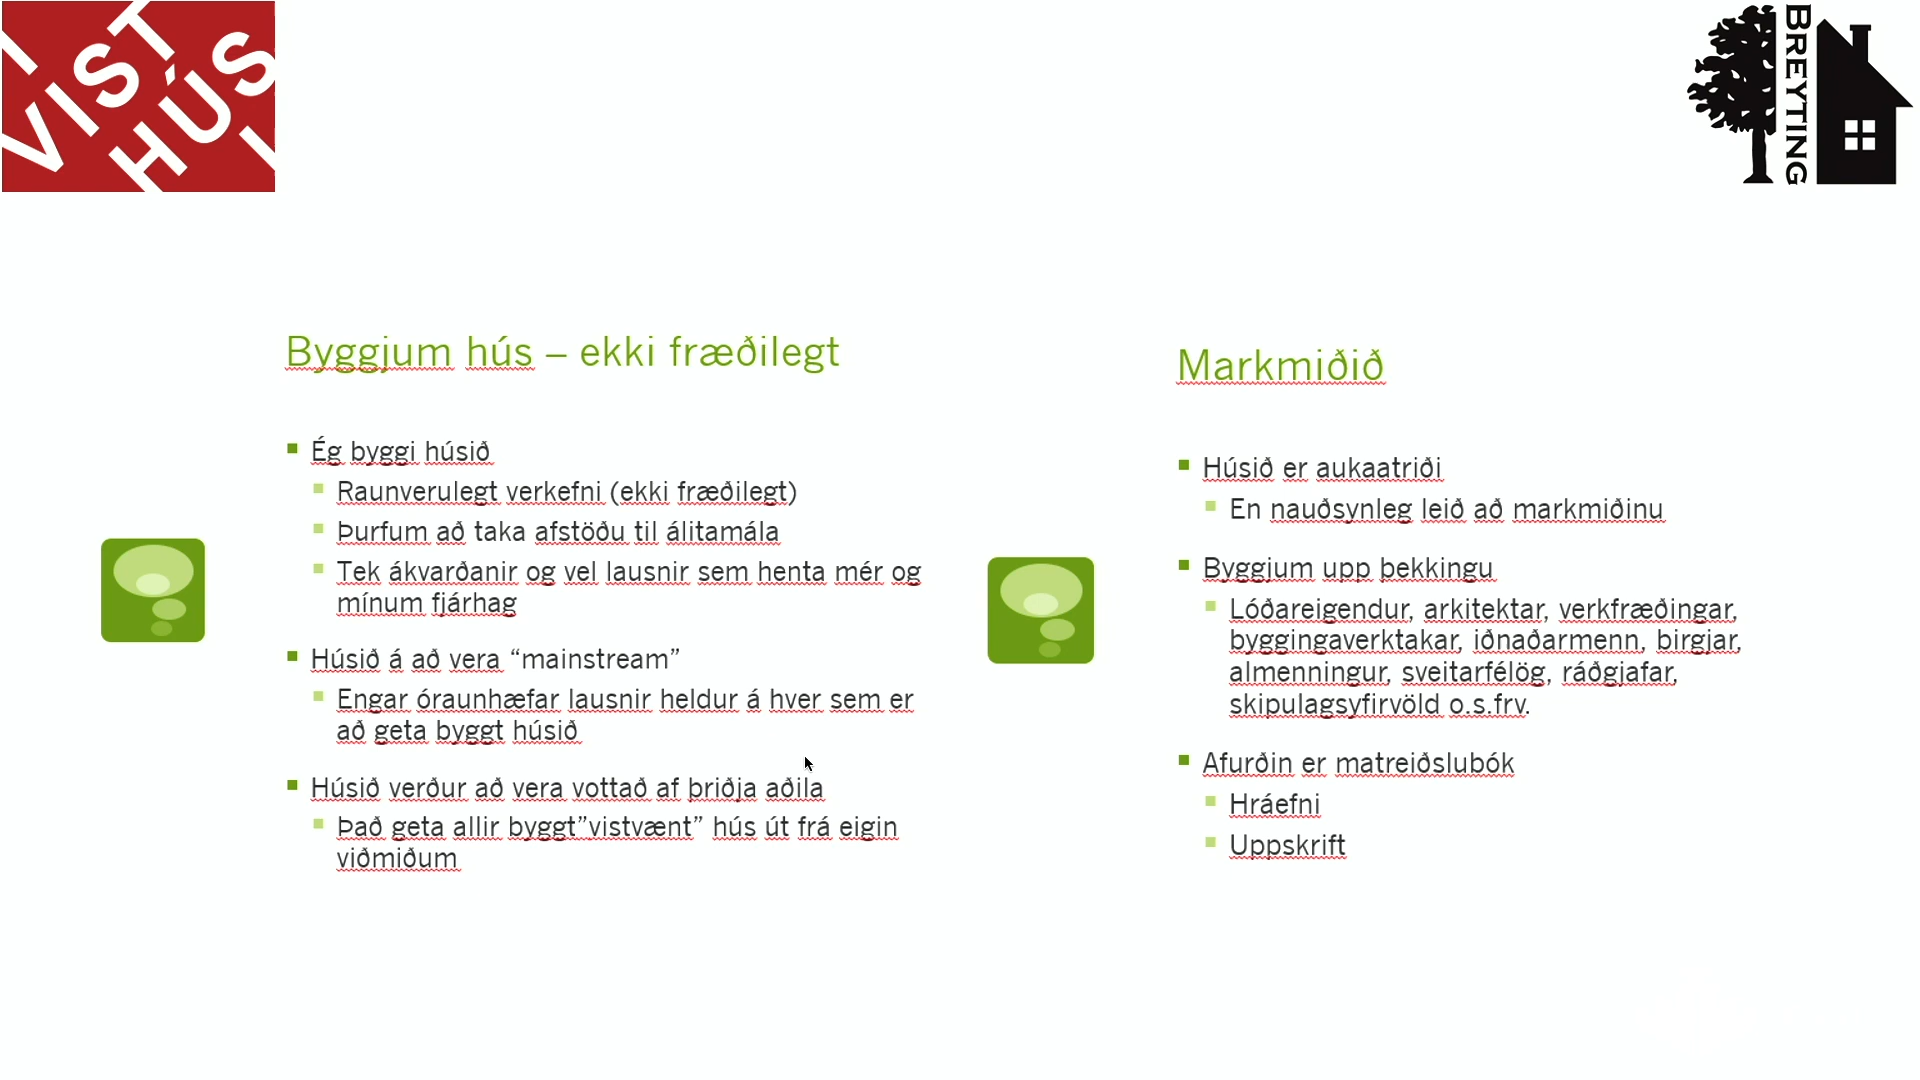 VIST
HÚS
BREYTING
Byggjum hús – ekki fræðilegt
Ég byggi húsið
Raunverulegt verkefni (ekki fræðilegt)
Þurfum að taka afstöðu til álitamála
Tek ákvarðanir og vel lausnir sem henta mér og
mínum fjárhag
Húsið á að vera “mainstream”
Engar óraunhæfar lausnir heldur á hver sem er
að geta byggt húsið
Húsið verður að vera vottað af þriðja aðila
Það geta allir byggt”vistvænt” hús út frá eigin
viðmiðum
Markmiðið
Húsið er aukaatriði
En nauðsynleg leið að markmiðinu
Byggjum upp þekkingu
Lóðareigendur, arkitektar, verkfræðingar,
byggingaverktakar, iðnaðarmenn, birgjar,
almenningur, sveitarfélög, ráðgjafar,
skipulagsyfirvöld o.s.frv.
Afurðin er matreiðslubók
Hráefni
Uppskrift